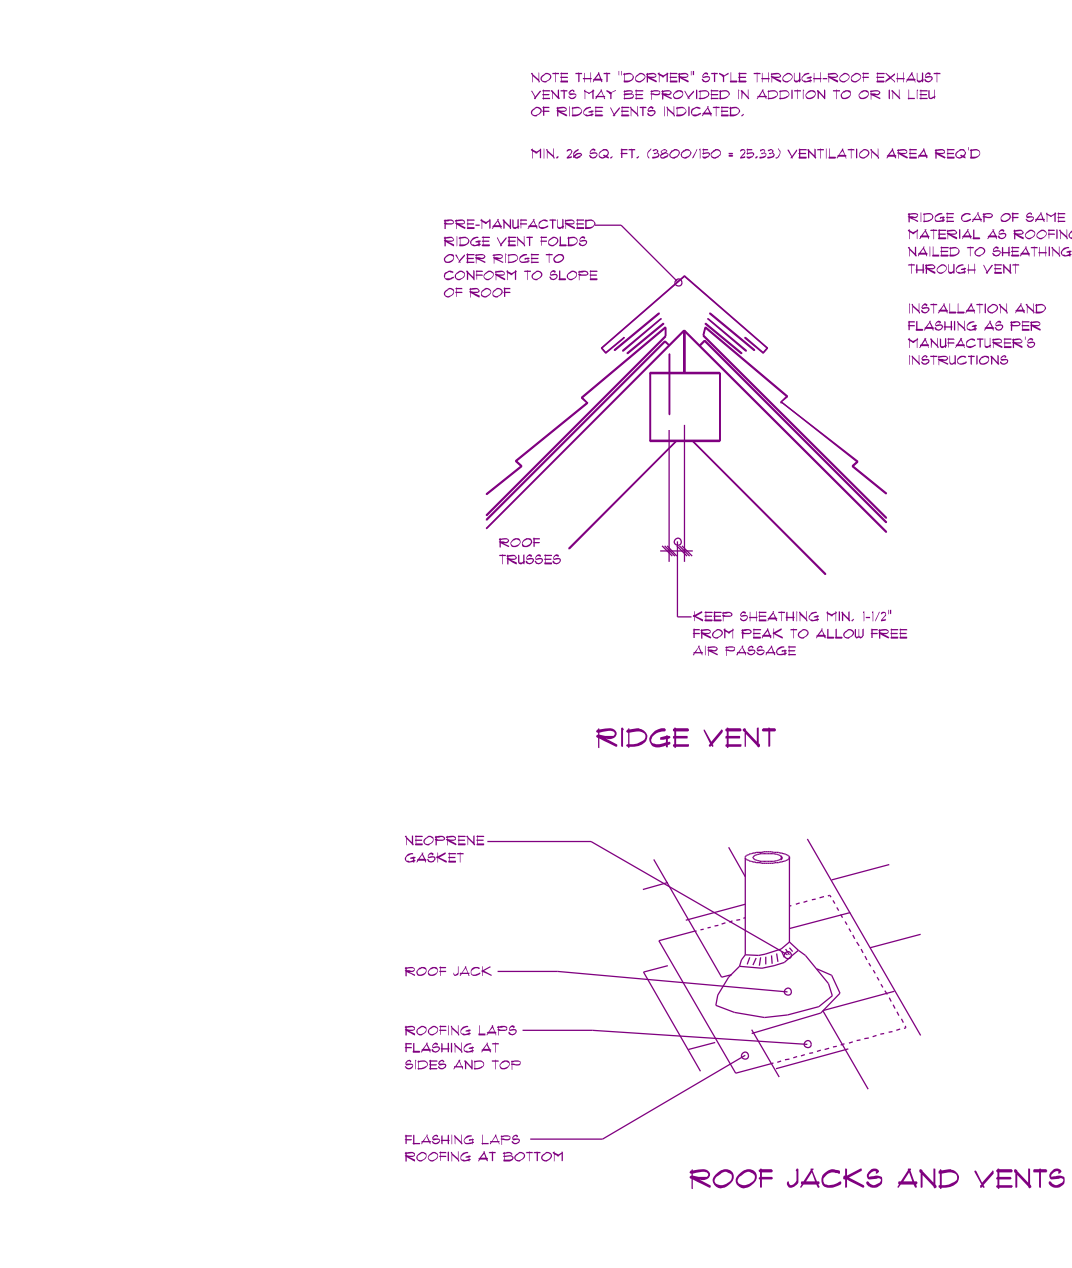 NOTE THAT "DORMER" STYLE THROUGH-ROOF EXHAUST
VENTS MAY BE PROVIDED IN ADDITION TO OR IN LIEU
OF RIDGE VENTS INDICATED.
MIN. 26 SQ. FT. (3800/150 = 25.33) VENTILATION AREA REQ'D
PRE-MANUFACTURED
RIDGE VENT FOLDS
OVER RIDGE TO
CONFORM TO SLOPE
OF ROOF
RIDGE CAP OF SAME
MATERIAL AS ROOFING
NAILED TO SHEATHING
THROUGH VENT
INSTALLATION AND
FLASHING AS PER
MANUFACTURER'S
INSTRUCTIONS
ROOF
TRUSSES
KEEP SHEATHING MIN. 1-1/2"
FROM PEAK TO ALLOW FREE
AIR PASSAGE
RIDGE VENT
NEOPRENE
GASKET
ROOF JACK
ROOFING LAPS
FLASHING AT
SIDES AND TOP
FLASHING LAPS
ROOFING AT BOTTOM
ROOF JACKS AND VENTS